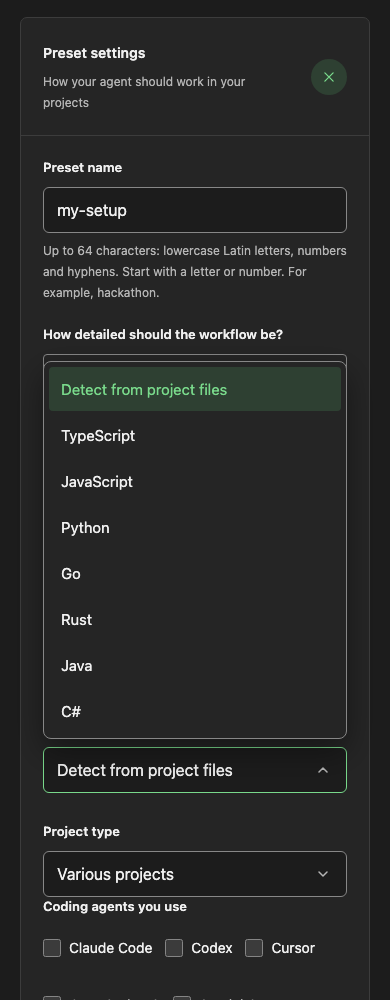 Preset settings
How your agent should work in your
projects
Preset name
my-setup
Up to 64 characters: lowercase Latin letters, numbers
and hyphens. Start with a letter or number. For
example, hackathon.
How detailed should the workflow be?
Detect from project files
TypeScript
JavaScript
Python
Go
Rust
Java
C#
Detect from project files
Project type
Various projects
Coding agents you use
Claude Code
Codex
Cursor